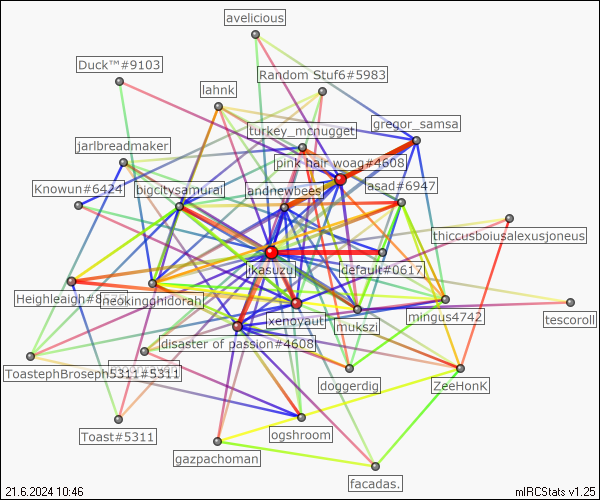 avelicious
Duck™#9103
Random Stuf6#5983
lahnk
turkey_mcnugget
gregor_samsa
jarlbreadmaker
pink hair woag#4608
Knowun#6424
bigcitysamurai
andnewbees
asad#6947
thiccusboiusalexusjoneus
jkasuzu
default#0617
Heighleaigh#8
neokingghidorah
xenovaut
mukszi
mingus4742
tescoroll
disaster of passion#4608
ToastephBroseph5311#5311
doggerdig
ZeeHonK
Toast#5311
ogshroom
gazpachoman
facadas.
21.6.2024 10:46
mIRCStats v1.25